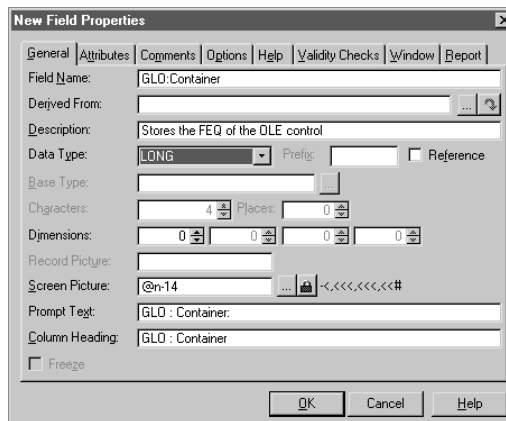 New Field Properties
General Attributes Comments Options Help Validity Checks Window Report
Field Name: GLO:Container
Derived From: ...
Description: Stores the FEQ of the OLE control
Data Type: LONG Prefix: Reference
Base Type: ...
Characters: 4 Places: 0
Dimensions: 0 0 0 0
Record Picture:
Screen Picture: @n-14 ... -<,<<<,<<<,<<#
Prompt Text: GLO : Container:
Column Heading: GLO : Container
Freeze
OK Cancel Help